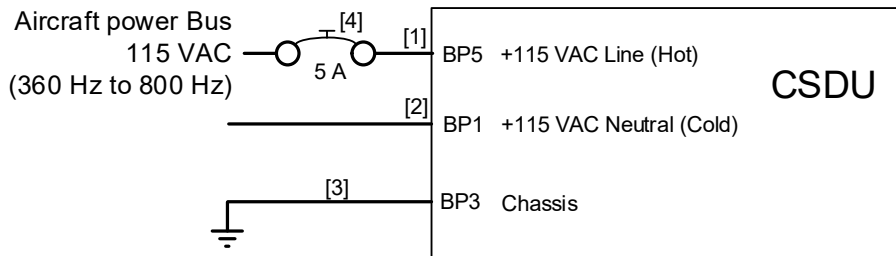 Aircraft power Bus
115 VAC
(360 Hz to 800 Hz)
[4]
5 A
[1]
BP5 +115 VAC Line (Hot)
CSDU
[2]
BP1 +115 VAC Neutral (Cold)
[3]
BP3 Chassis